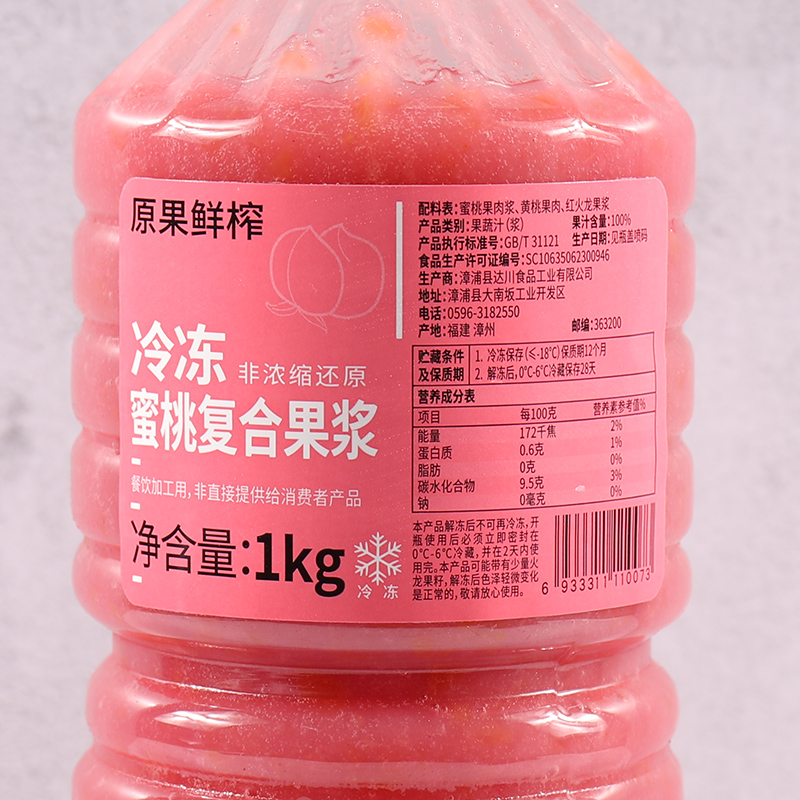 原果鲜榨
冷冻 非浓缩还原
蜜桃复合果浆
餐饮加工用,非直接提供给消费者产品
净含量:1kg
冷冻
配料表:蜜桃果肉浆、黄桃果肉、红火龙果浆
产品类别:果蔬汁(浆) 果汁含量:100%
产品执行标准号:GB/T 31121 生产日期:见瓶盖喷码
食品生产许可证编号:SC10635062300946
生产商:漳浦县达川食品工业有限公司
地址:漳浦县大南坂工业开发区
电话:0596-3182550
产地:福建 漳州 邮编:363200
贮藏条件及保质期
1. 冷冻保存(≤-18℃)保质期12个月
2. 解冻后,0℃-6℃冷藏保存28天
营养成分表
项目 每100克 营养素参考值%
能量 172千焦 2%
蛋白质 0.6克 1%
脂肪 0克 0%
碳水化合物 9.5克 3%
钠 0毫克 0%
本产品解冻后不可再冷冻,开
瓶使用后必须立即密封在
0℃-6℃冷藏,并在2天内使
用完。本产品可能带有少量火
龙果籽,解冻后色泽轻微变化
是正常的,敬请放心使用。
6 933311 110073